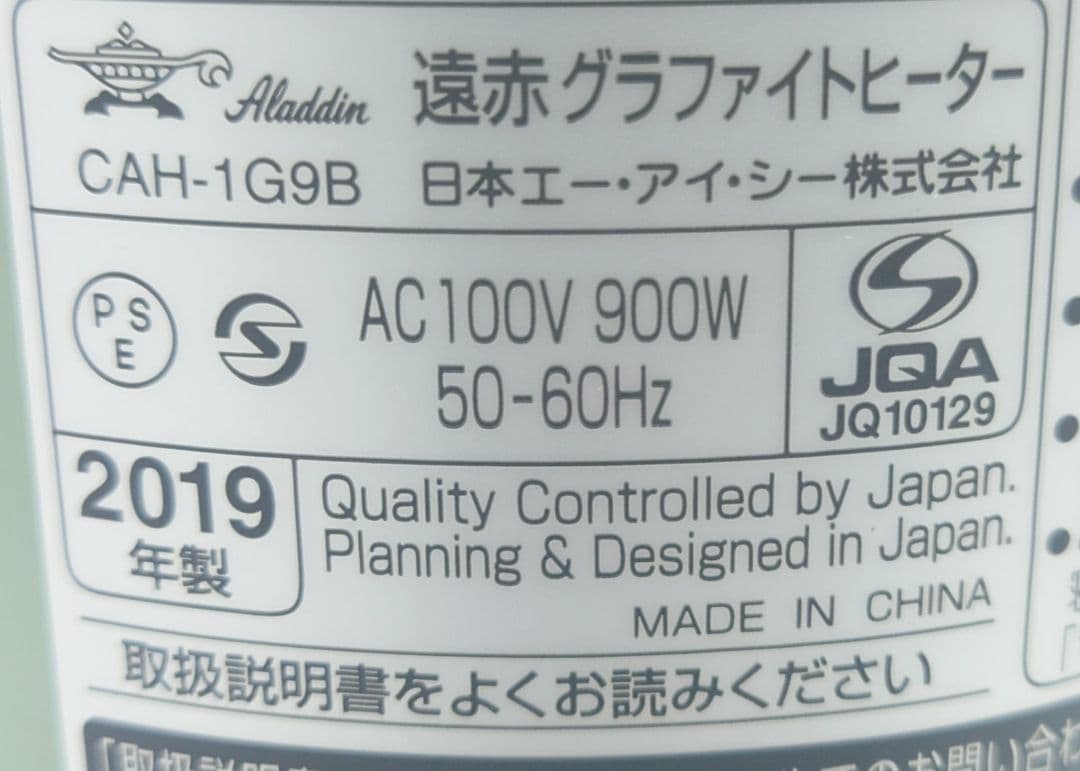 Aladdin 遠赤グラファイトヒーター
CAH-1G9B 日本エー・アイ・シー株式会社
PS
E
AC100V 900W
50-60Hz
JQA
JQ10129
2019
年製
Quality Controlled by Japan.
Planning & Designed in Japan.
MADE IN CHINA
取扱説明書をよくお読みください